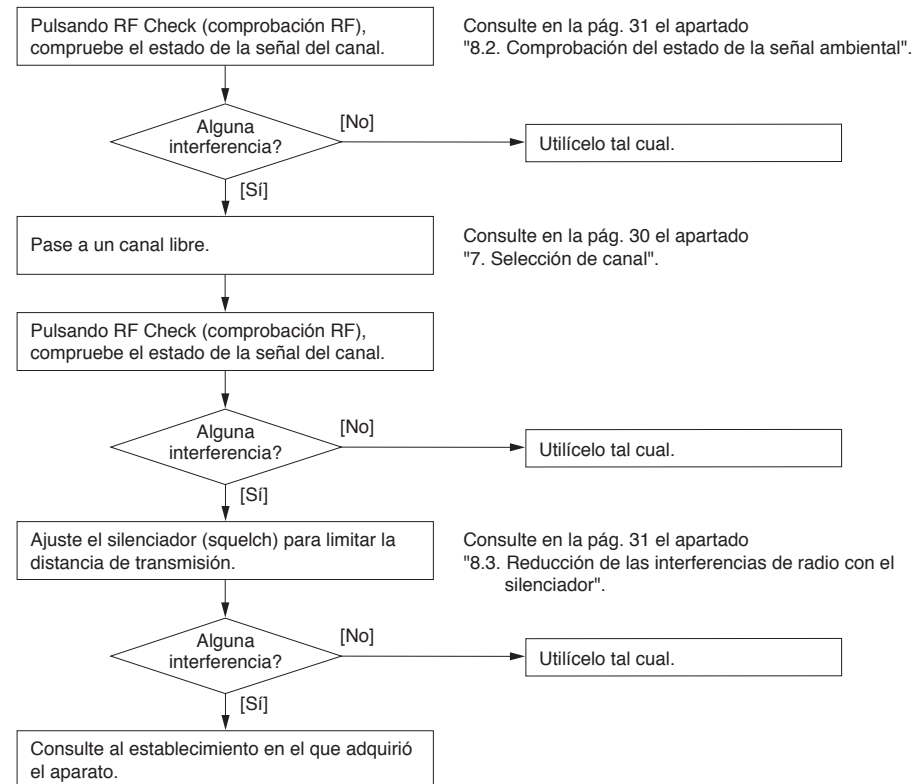 Pulsando RF Check (comprobación RF),
compruebe el estado de la señal del canal.
Consulte en la pág. 31 el apartado
"8.2. Comprobación del estado de la señal ambiental".
Alguna
interferencia?
[No]
Utilícelo tal cual.
[Sí]
Pase a un canal libre.
Consulte en la pág. 30 el apartado
"7. Selección de canal".
Pulsando RF Check (comprobación RF),
compruebe el estado de la señal del canal.
Alguna
interferencia?
[No]
Utilícelo tal cual.
[Sí]
Ajuste el silenciador (squelch) para limitar la
distancia de transmisión.
Consulte en la pág. 31 el apartado
"8.3. Reducción de las interferencias de radio con el
silenciador".
Alguna
interferencia?
[No]
Utilícelo tal cual.
[Sí]
Consulte al establecimiento en el que adquirió
el aparato.